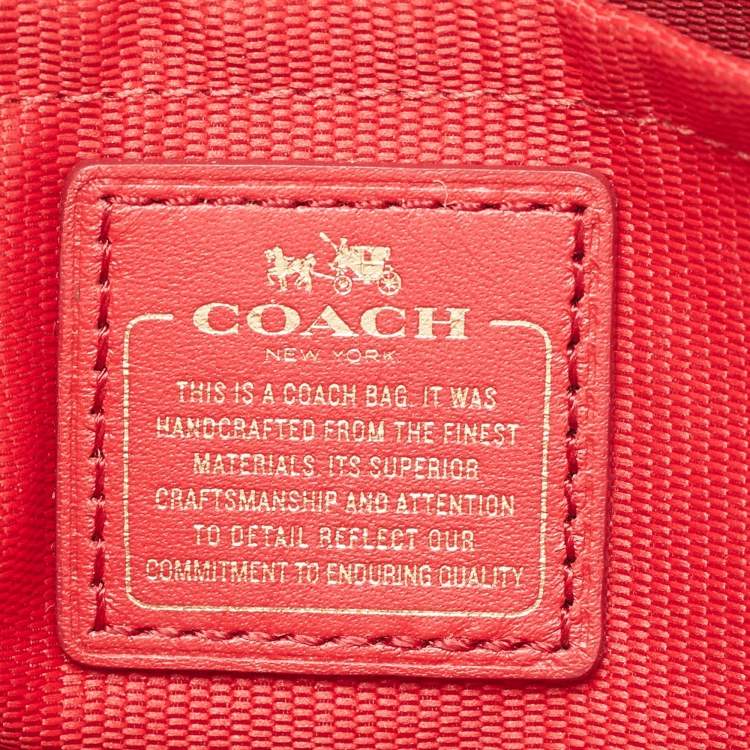 COACH
NEW YORK
THIS IS A COACH BAG. IT WAS
HANDCRAFTED FROM THE FINEST
MATERIALS. ITS SUPERIOR
CRAFTSMANSHIP AND ATTENTION
TO DETAIL REFLECT OUR
COMMITMENT TO ENDURING QUALITY